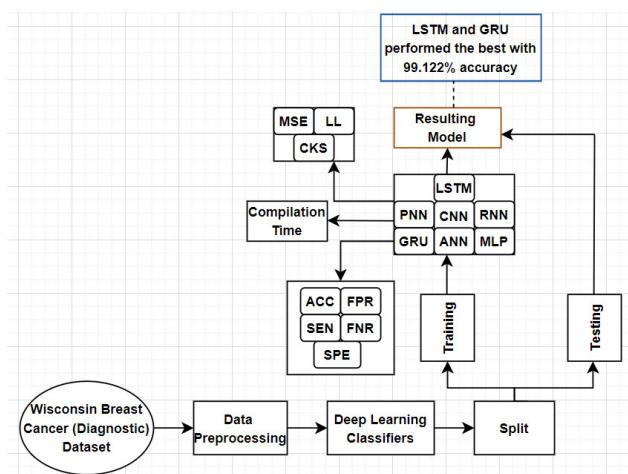 LSTM and GRU
performed the best with
99.122% accuracy
MSE LL
CKS
Resulting
Model
LSTM
PNN CNN RNN
GRU ANN MLP
Compilation
Time
ACC FPR
SEN FNR
SPE
Training
Testing
Wisconsin Breast
Cancer (Diagnostic)
Dataset
Data
Preprocessing
Deep Learning
Classifiers
Split